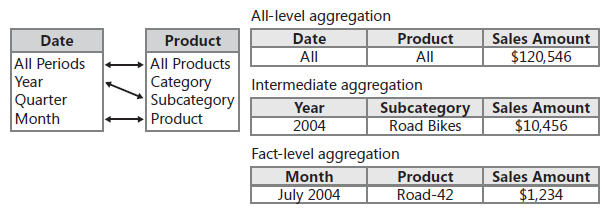 Date
All Periods
Year
Quarter
Month
Product
All Products
Category
Subcategory
Product
All-level aggregation
Date Product Sales Amount
All All $120,546
Intermediate aggregation
Year Subcategory Sales Amount
2004 Road Bikes $10,456
Fact-level aggregation
Month Product Sales Amount
July 2004 Road-42 $1,234